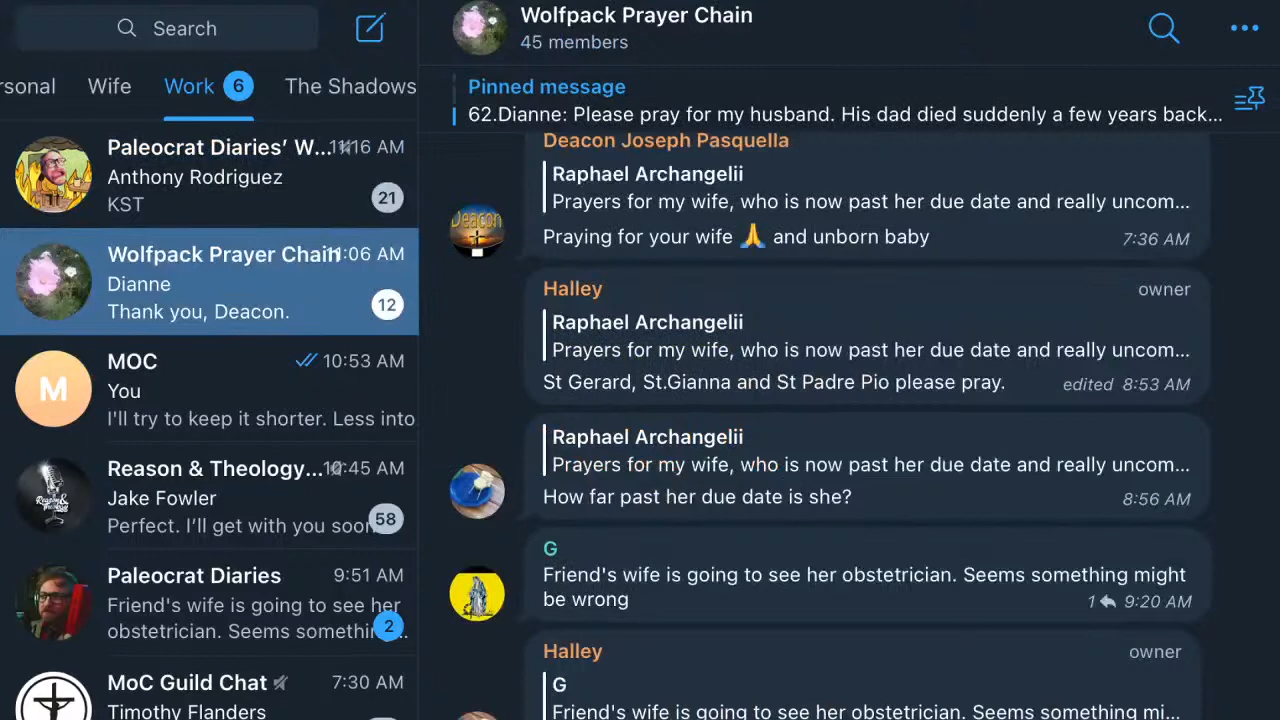 Search
rsonal
Wife
Work
6
The Shadows
Paleocrat Diaries’ W...
11:16 AM
Anthony Rodriguez
KST
21
Wolfpack Prayer Chain
:06 AM
Dianne
Thank you, Deacon.
12
M
MOC
10:53 AM
You
I'll try to keep it shorter. Less into
Reason & Theology...
10:45 AM
Jake Fowler
Perfect. I’ll get with you soon
58
Paleocrat Diaries
9:51 AM
Friend's wife is going to see her
obstetrician. Seems somethin...
2
MoC Guild Chat
7:30 AM
Timothy Flanders
Wolfpack Prayer Chain
45 members
Pinned message
62.Dianne: Please pray for my husband. His dad died suddenly a few years back...
Deacon Joseph Pasquella
Raphael Archangelii
Prayers for my wife, who is now past her due date and really uncom...
Deacon
Praying for your wife 🙏 and unborn baby
7:36 AM
Halley
owner
Raphael Archangelii
Prayers for my wife, who is now past her due date and really uncom...
St Gerard, St.Gianna and St Padre Pio please pray.
edited 8:53 AM
Raphael Archangelii
Prayers for my wife, who is now past her due date and really uncom...
How far past her due date is she?
8:56 AM
G
Friend's wife is going to see her obstetrician. Seems something might
be wrong
1
9:20 AM
Halley
owner
G
Friend's wife is going to see her obstetrician. Seems something mi...